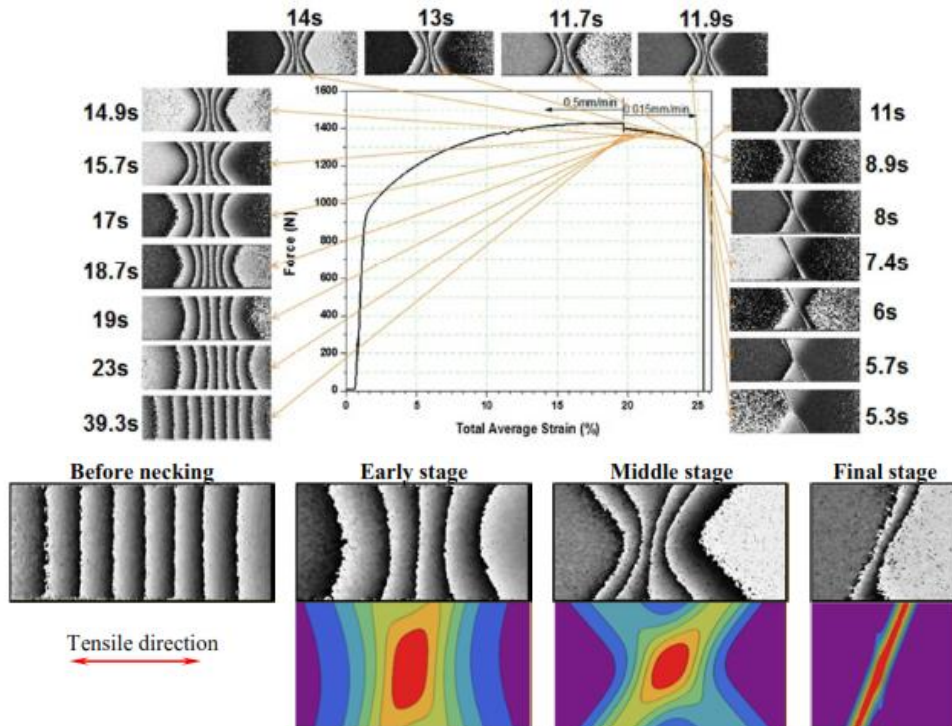 14s 13s 11.7s 11.9s
14.9s
15.7s
17s
18.7s
19s
23s
39.3s
1600
1400
1200
1000
800
600
400
200
0
Force (N)
0.5mm/min 0.015mm/min
0 5 10 15 20 25
Total Average Strain (%)
11s
8.9s
8s
7.4s
6s
5.7s
5.3s
Before necking Early stage Middle stage Final stage
Tensile direction